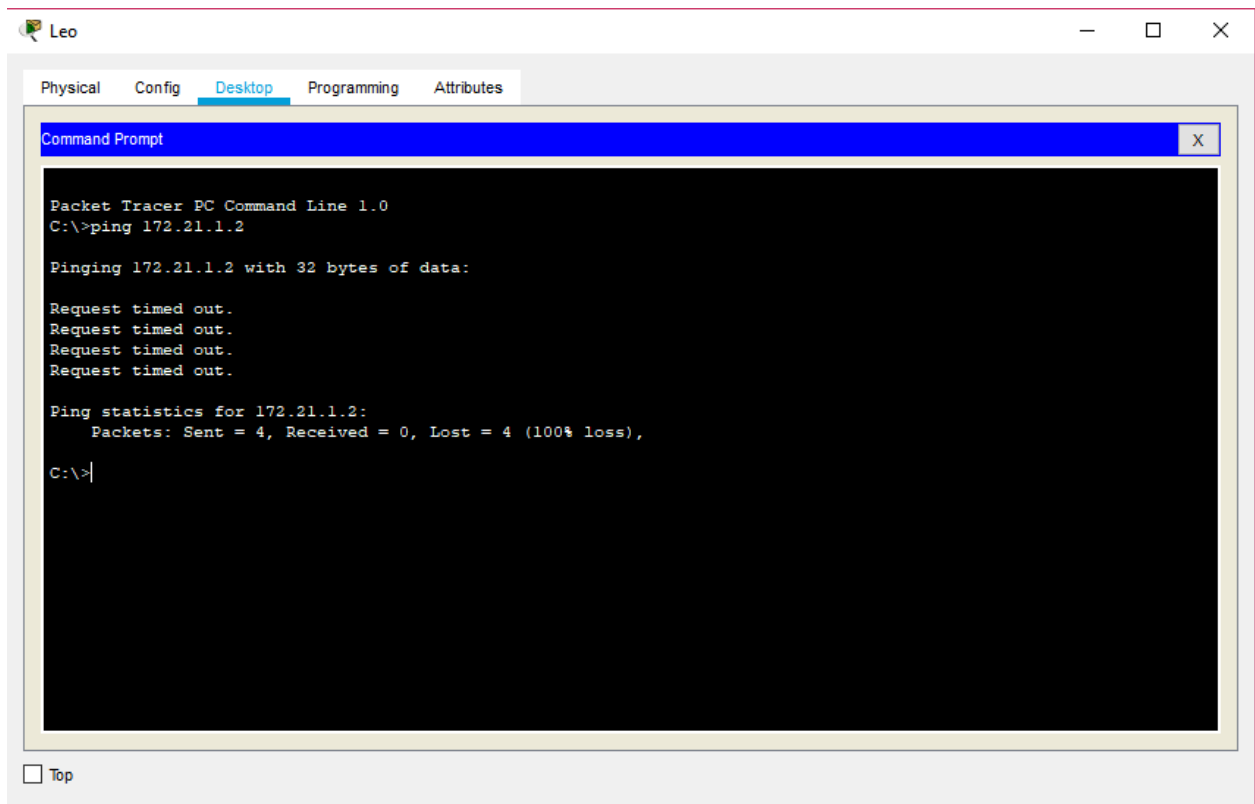 Leo
Physical Config Desktop Programming Attributes
Command Prompt
X
Packet Tracer PC Command Line 1.0
C:\>ping 172.21.1.2
Pinging 172.21.1.2 with 32 bytes of data:
Request timed out.
Request timed out.
Request timed out.
Request timed out.
Ping statistics for 172.21.1.2:
Packets: Sent = 4, Received = 0, Lost = 4 (100% loss),
C:\>
Top